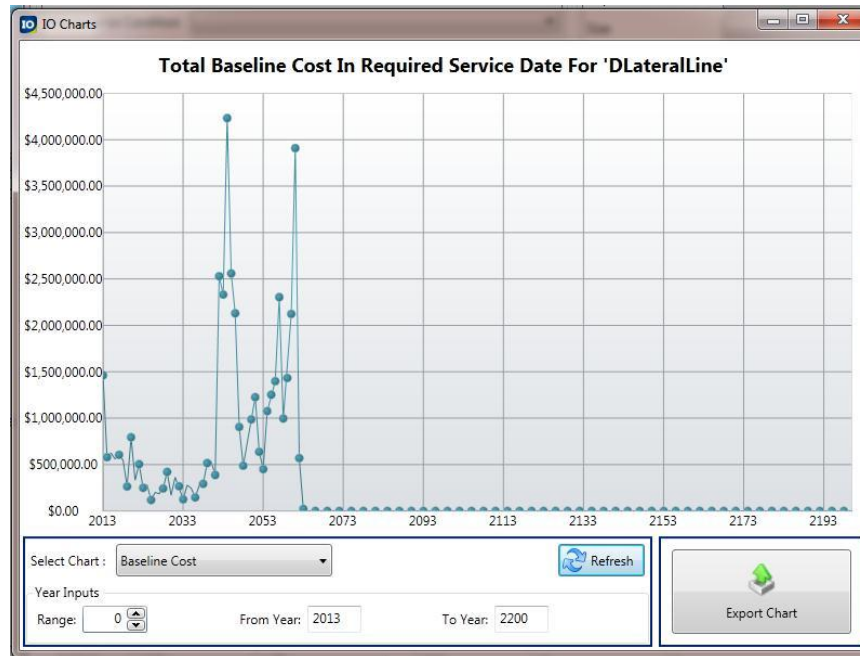 IO IO Charts
Total Baseline Cost In Required Service Date For 'DLateralLine'
$4,500,000.00
$4,000,000.00
$3,500,000.00
$3,000,000.00
$2,500,000.00
$2,000,000.00
$1,500,000.00
$1,000,000.00
$500,000.00
$0.00
2013 2033 2053 2073 2093 2113 2133 2153 2173 2193
Select Chart : Baseline Cost Refresh
Year Inputs
Range: 0 From Year: 2013 To Year: 2200
Export Chart